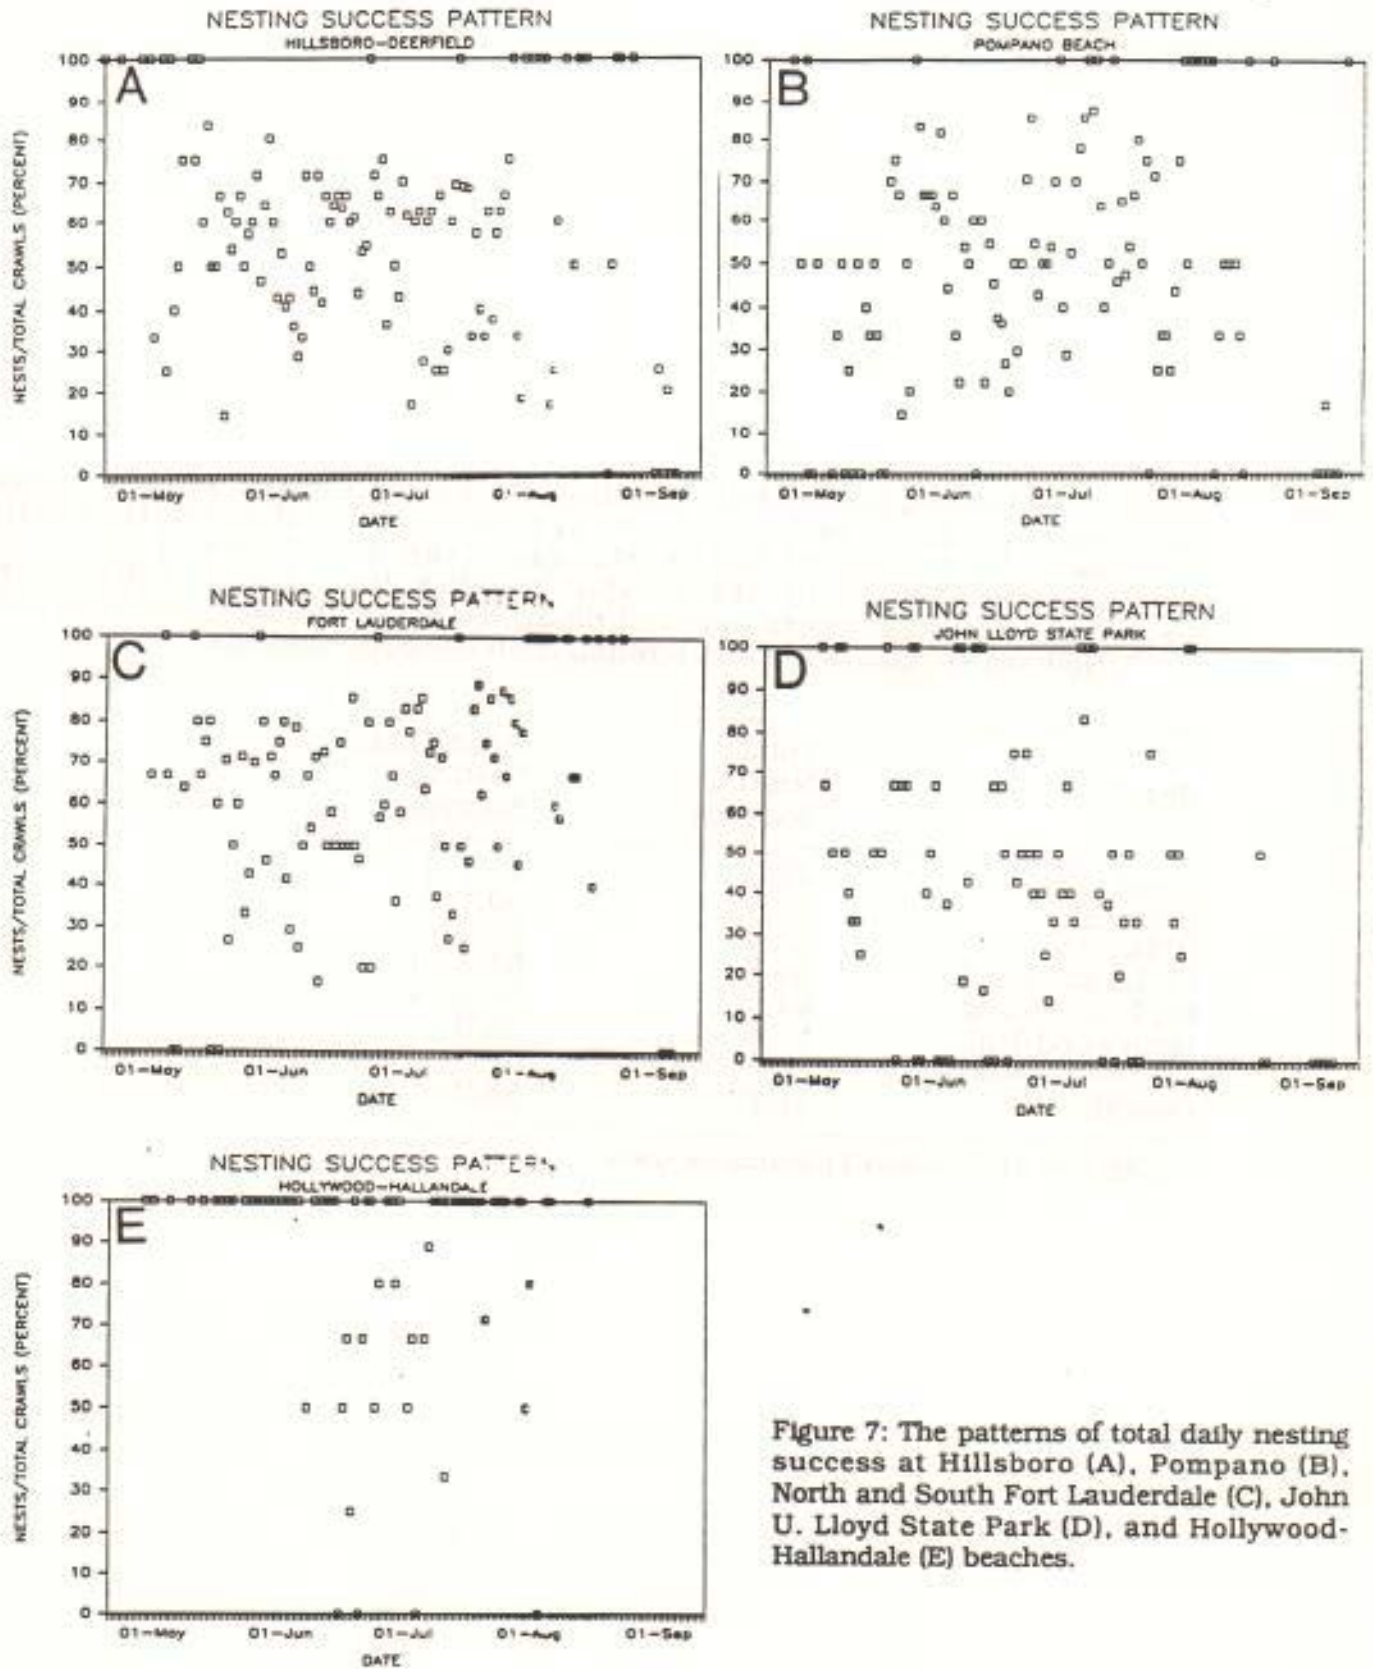 NESTING SUCCESS PATTERN
HILLSBORO-DEERFIELD
A
NESTS/TOTAL CRAWLS (PERCENT)
100
90
80
70
60
50
40
30
20
10
0
01-May 01-Jun 01-Jul 01-Aug 01-Sep
DATE
NESTING SUCCESS PATTERN
POMPANO BEACH
B
100
90
80
70
60
50
40
30
20
10
0
01-May 01-Jun 01-Jul 01-Aug 01-Sep
DATE
NESTING SUCCESS PATTERN
FORT LAUDERDALE
C
NESTS/TOTAL CRAWLS (PERCENT)
100
90
80
70
60
50
40
30
20
10
0
01-May 01-Jun 01-Jul 01-Aug 01-Sep
DATE
NESTING SUCCESS PATTERN
JOHN LLOYD STATE PARK
D
100
90
80
70
60
50
40
30
20
10
0
01-May 01-Jun 01-Jul 01-Aug 01-Sep
DATE
NESTING SUCCESS PATTERN
HOLLYWOOD-HALLANDALE
E
NESTS/TOTAL CRAWLS (PERCENT)
100
90
80
70
60
50
40
30
20
10
0
01-May 01-Jun 01-Jul 01-Aug 01-Sep
DATE
Figure 7: The patterns of total daily nesting
success at Hillsboro (A), Pompano (B),
North and South Fort Lauderdale (C), John
U. Lloyd State Park (D), and Hollywood-
Hallandale (E) beaches.